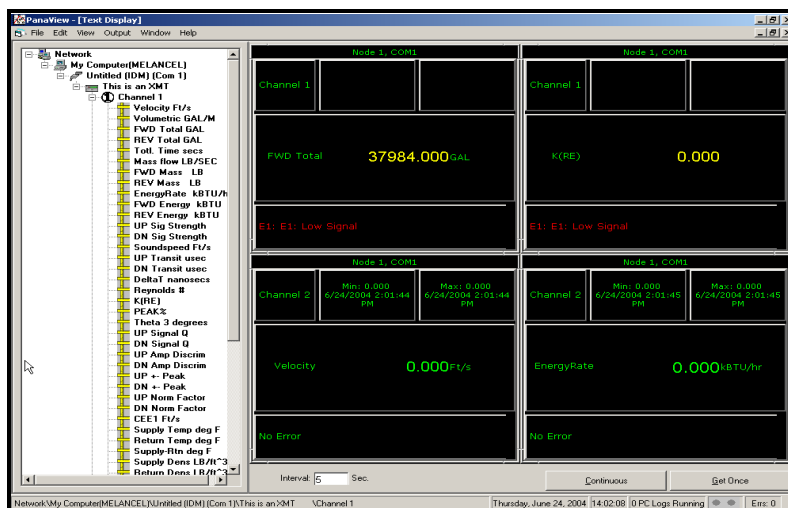 PanaView - [Text Display]
File Edit View Output Window Help
Network
My Computer(MELANCEL)
Untitled (IDM) (Com 1)
This is an XMT
1 Channel 1
Velocity Ft/s
Volumetric GAL/M
FWD Total GAL
REV Total GAL
Totl. Time secs
Mass flow LB/SEC
FWD Mass LB
REV Mass LB
EnergyRate kBTU/h
FWD Energy kBTU
REV Energy kBTU
UP Sig Strength
DN Sig Strength
Soundspeed Ft/s
UP Transit usec
DN Transit usec
DeltaT nanosecs
Reynolds #
K(RE)
PEAK%
Theta 3 degrees
UP Signal Q
DN Signal Q
UP Amp Discrim
DN Amp Discrim
UP +- Peak
DN +- Peak
UP Norm Factor
DN Norm Factor
CEE1 Ft/s
Supply Temp deg F
Return Temp deg F
Supply-Rtn deg F
Supply Dens LB/ft^3
Return Dens LB/ft^3
Node 1, COM1
Channel 1
FWD Total 37984.000 GAL
E1: E1: Low Signal
Node 1, COM1
Channel 1
K(RE) 0.000
E1: E1: Low Signal
Node 1, COM1
Channel 2
Min: 0.000
6/24/2004 2:01:44
PM
Max: 0.000
6/24/2004 2:01:44
PM
Velocity 0.000 Ft/s
No Error
Node 1, COM1
Channel 2
Min: 0.000
6/24/2004 2:01:45
PM
Max: 0.000
6/24/2004 2:01:45
PM
EnergyRate 0.000 kBTU/hr
No Error
Interval: 5 Sec.
Continuous
Get Once
Network\My Computer(MELANCEL)\Untitled (IDM) (Com 1)\This is an XMT \Channel 1
Thursday, June 24, 2004 14:02:08 0 PC Logs Running Errs: 0